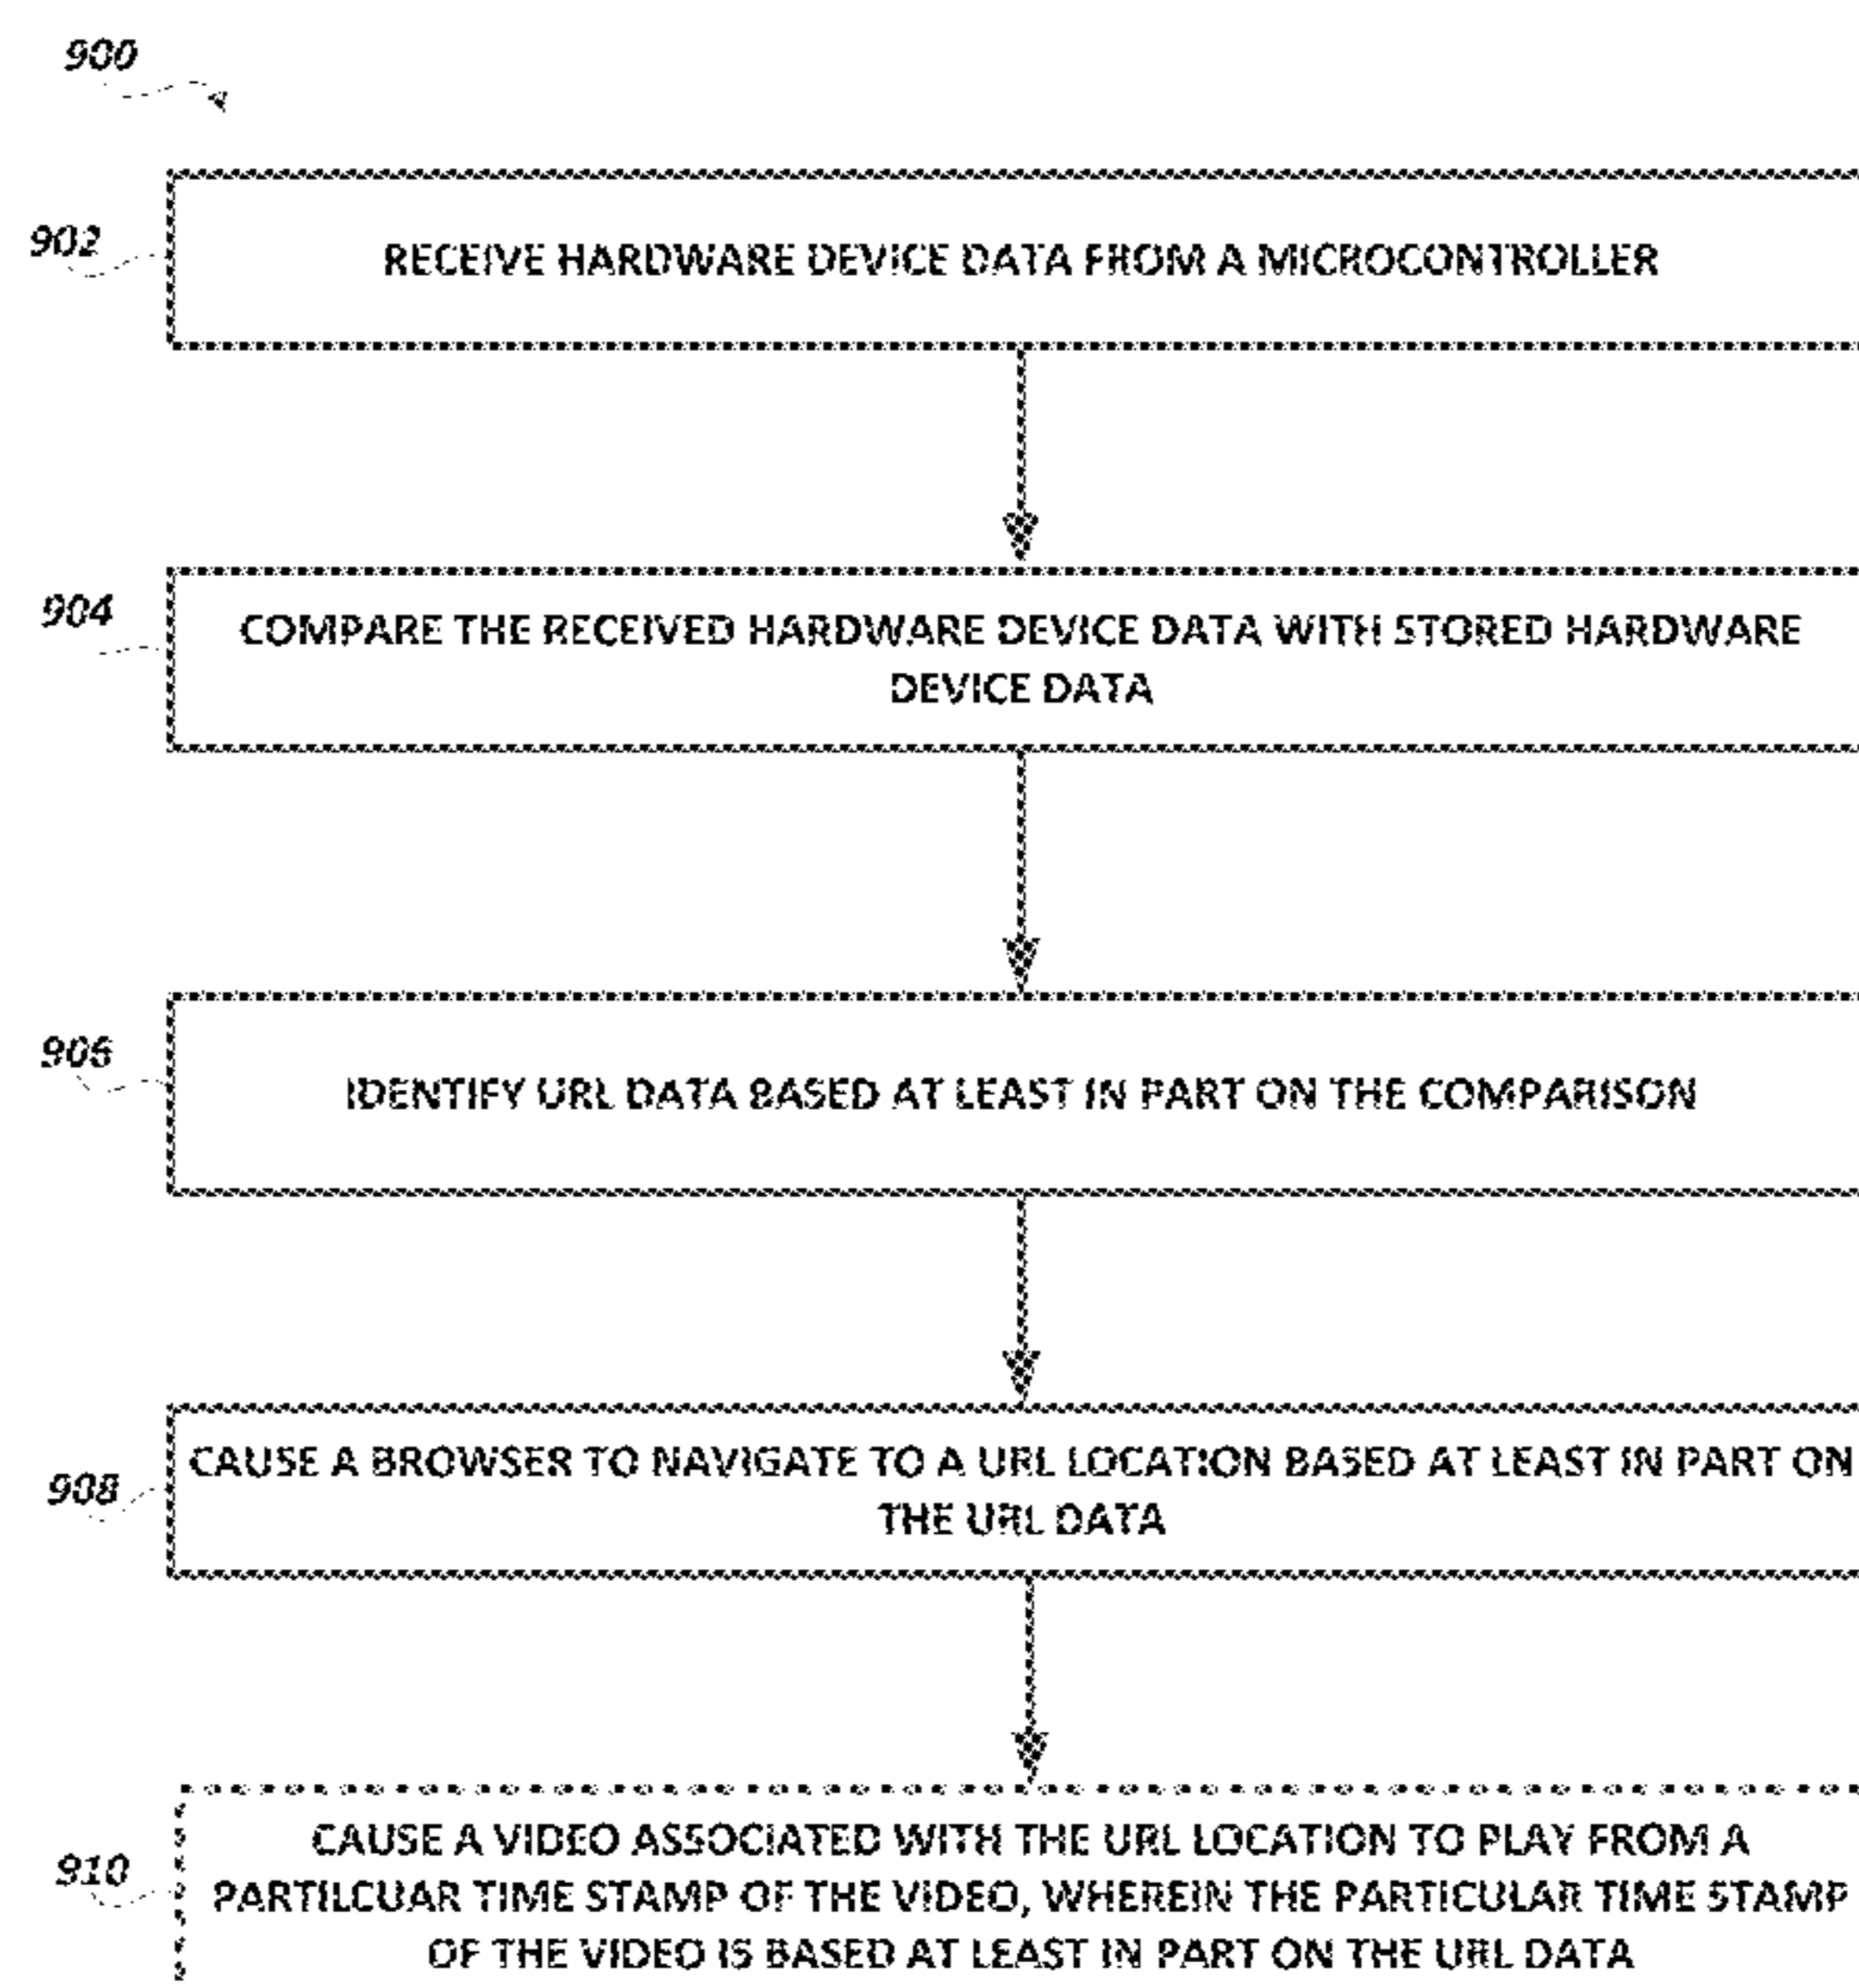 900
902
RECEIVE HARDWARE DEVICE DATA FROM A MICROCONTROLLER
904
COMPARE THE RECEIVED HARDWARE DEVICE DATA WITH STORED HARDWARE
DEVICE DATA
906
IDENTIFY URL DATA BASED AT LEAST IN PART ON THE COMPARISON
908
CAUSE A BROWSER TO NAVIGATE TO A URL LOCATION BASED AT LEAST IN PART ON
THE URL DATA
910
CAUSE A VIDEO ASSOCIATED WITH THE URL LOCATION TO PLAY FROM A
PARTILCUAR TIME STAMP OF THE VIDEO, WHEREIN THE PARTICULAR TIME STAMP
OF THE VIDEO IS BASED AT LEAST IN PART ON THE URL DATA